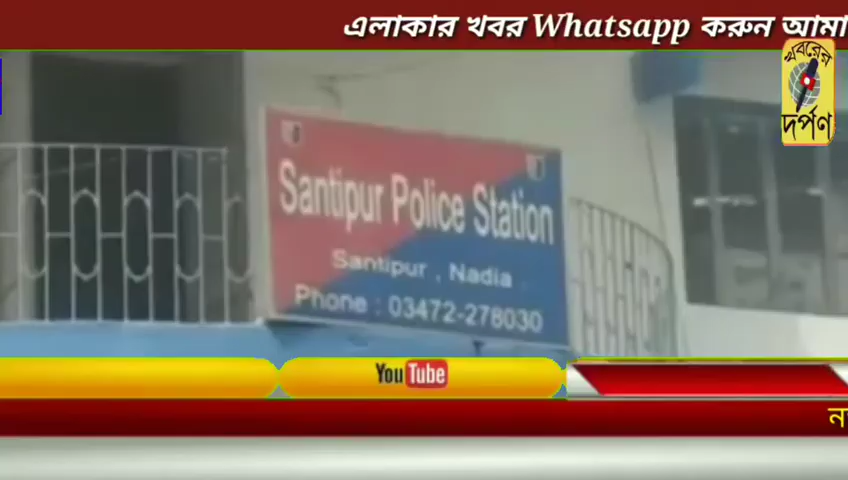 এলাকার খবর Whatsapp করুন আমা
খবরের
দর্পণ
Santipur Police Station
Santipur , Nadia
Phone : 03472-278030
YouTube
ন